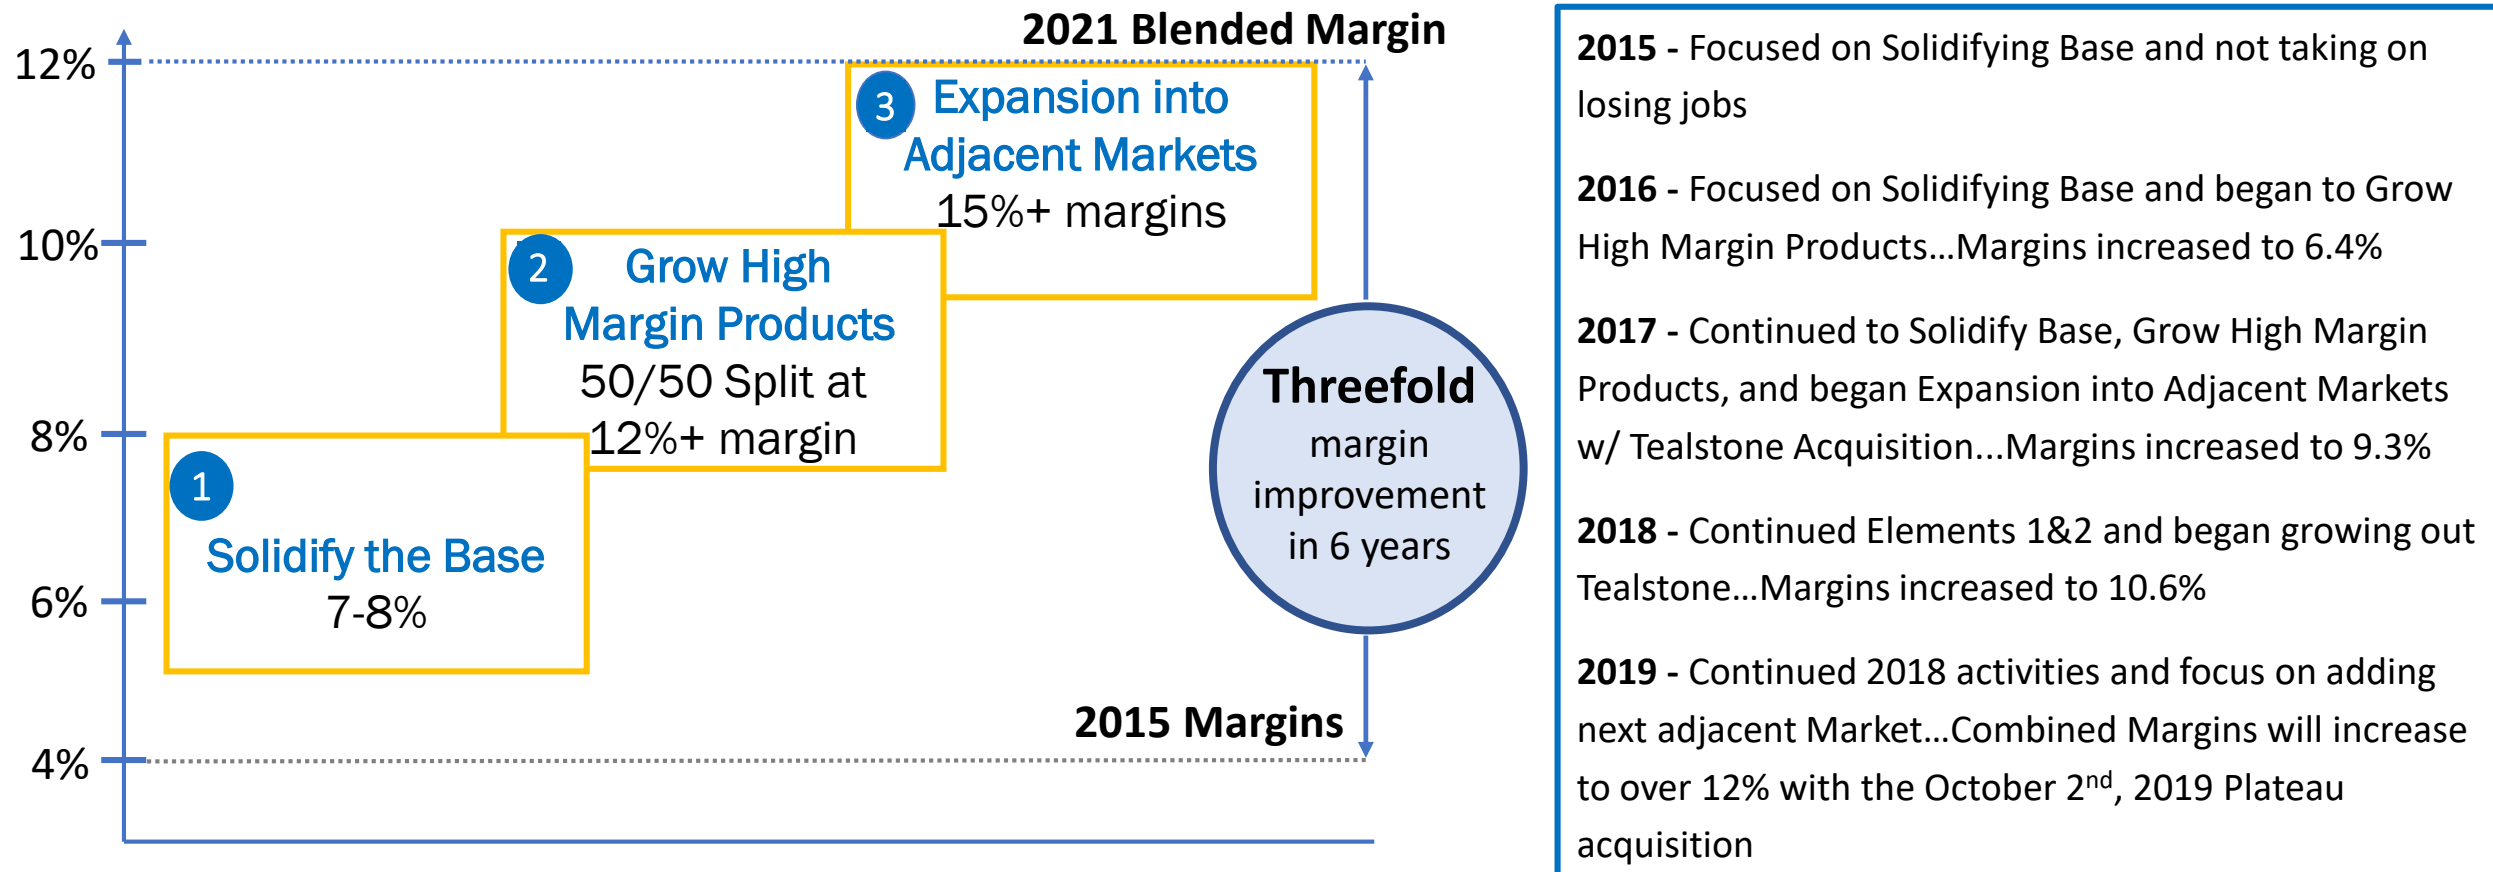 2021 Blended Margin
12%
10%
8%
6%
4%
3
Expansion into
Adjacent Markets
15%+ margins
2
Grow High
Margin Products
50/50 Split at
12%+ margin
1
Solidify the Base
7-8%
Threefold
margin
improvement
in 6 years
2015 Margins
2015 - Focused on Solidifying Base and not taking on
losing jobs
2016 - Focused on Solidifying Base and began to Grow
High Margin Products...Margins increased to 6.4%
2017 - Continued to Solidify Base, Grow High Margin
Products, and began Expansion into Adjacent Markets
w/ Tealstone Acquisition...Margins increased to 9.3%
2018 - Continued Elements 1&2 and began growing out
Tealstone...Margins increased to 10.6%
2019 - Continued 2018 activities and focus on adding
next adjacent Market...Combined Margins will increase
to over 12% with the October 2nd, 2019 Plateau
acquisition